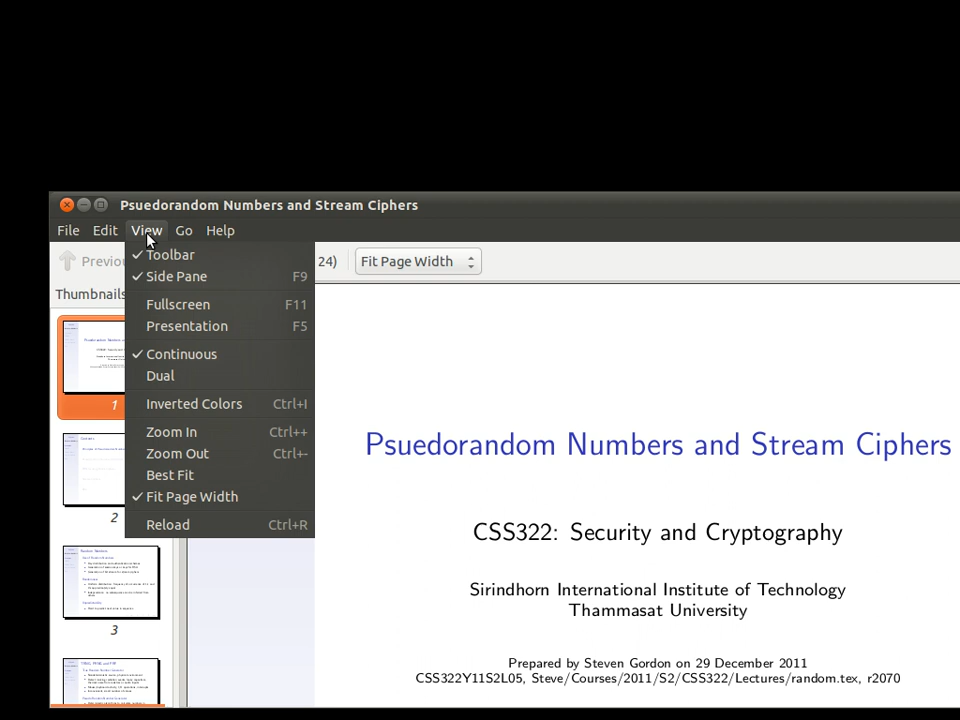 Psuedorandom Numbers and Stream Ciphers
File Edit View Go Help
24) Fit Page Width
Thumbnails
Toolbar
Side Pane F9
Fullscreen F11
Presentation F5
Continuous
Dual
Inverted Colors Ctrl+I
Zoom In Ctrl++
Zoom Out Ctrl+-
Best Fit
Fit Page Width
Reload Ctrl+R
1
2
3
Psuedorandom Numbers and Stream Ciphers
CSS322: Security and Cryptography
Sirindhorn International Institute of Technology
Thammasat University
Prepared by Steven Gordon on 29 December 2011
CSS322Y11S2L05, Steve/Courses/2011/S2/CSS322/Lectures/random.tex, r2070